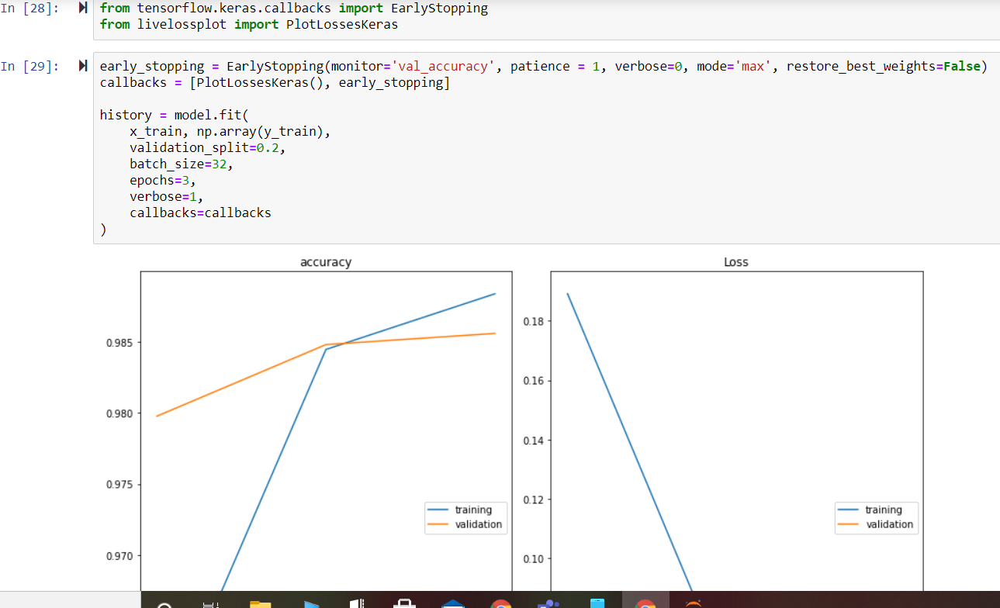 In [28]:
from tensorflow.keras.callbacks import EarlyStopping
from livelossplot import PlotLossesKeras
In [29]:
early_stopping = EarlyStopping(monitor='val_accuracy', patience = 1, verbose=0, mode='max', restore_best_weights=False)
callbacks = [PlotLossesKeras(), early_stopping]
history = model.fit(
x_train, np.array(y_train),
validation_split=0.2,
batch_size=32,
epochs=3,
verbose=1,
callbacks=callbacks
)
accuracy
0.985
0.980
0.975
0.970
training
validation
Loss
0.18
0.16
0.14
0.12
0.10
training
validation